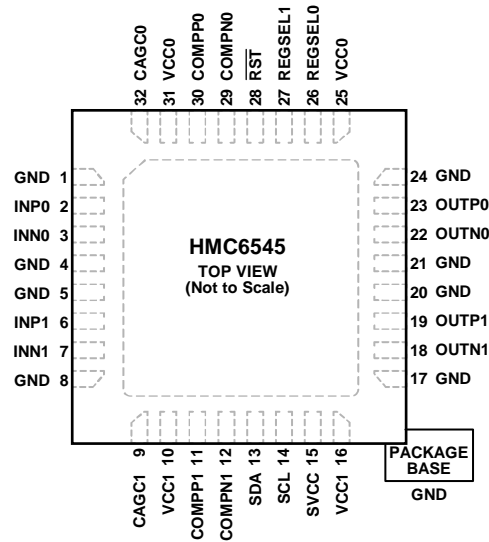 32 CAGC0
31 VCC0
30 COMPP0
29 COMPN0
28 RST
27 REGSEL1
26 REGSEL0
25 VCC0
GND 1
INP0 2
INN0 3
GND 4
GND 5
INP1 6
INN1 7
GND 8
HMC6545
TOP VIEW
(Not to Scale)
24 GND
23 OUTP0
22 OUTN0
21 GND
20 GND
19 OUTP1
18 OUTN1
17 GND
CAGC1 9
VCC1 10
COMPP1 11
COMPN1 12
SDA 13
SCL 14
SVCC 15
VCC1 16
PACKAGE
BASE
GND